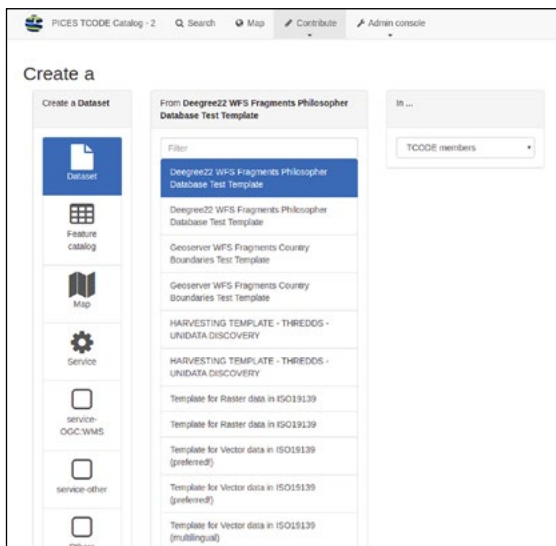 PICES TCODE Catalog - 2
Search
Map
Contribute
Admin console
Create a
Create a Dataset
Dataset
Feature
catalog
Map
Service
service-
OGC:WMS
service-other
Others
From Deegree22 WFS Fragments Philosopher
Database Test Template
Filter
Deegree22 WFS Fragments Philosopher
Database Test Template
Deegree22 WFS Fragments Philosopher
Database Test Template
Geoserver WFS Fragments Country
Boundaries Test Template
Geoserver WFS Fragments Country
Boundaries Test Template
HARVESTING TEMPLATE - THREDDS -
UNIDATA DISCOVERY
HARVESTING TEMPLATE - THREDDS -
UNIDATA DISCOVERY
Template for Raster data in ISO19139
Template for Raster data in ISO19139
Template for Vector data in ISO19139
(preferred!)
Template for Vector data in ISO19139
(preferred!)
Template for Vector data in ISO19139
(multilingual)
In ...
TCODE members